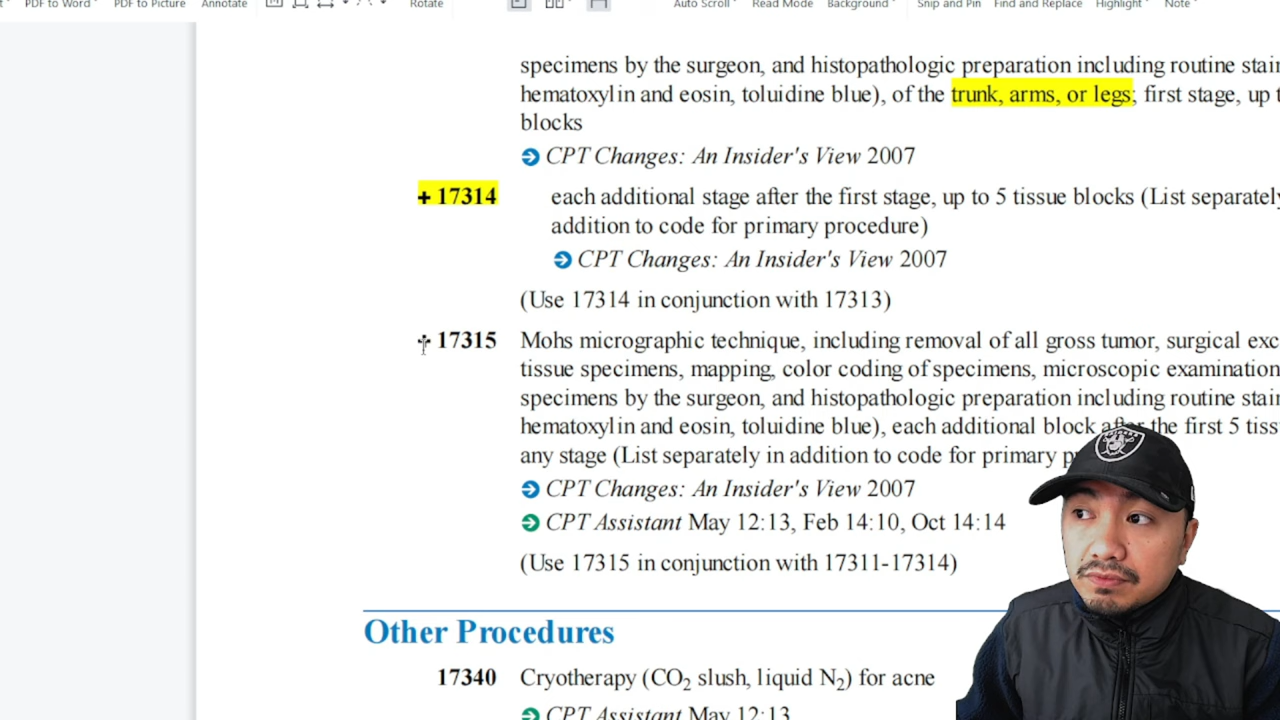 PDF to Word PDF to Picture Annotate Rotate Auto Scroll Read Mode Background Snip and Pin Find and Replace Highlight Note
specimens by the surgeon, and histopathologic preparation including routine
hematoxylin and eosin, toluidine blue), of the trunk, arms, or legs; first stage, up
blocks
CPT Changes: An Insider's View 2007
+ 17314 each additional stage after the first stage, up to 5 tissue blocks (List separately
addition to code for primary procedure)
CPT Changes: An Insider's View 2007
(Use 17314 in conjunction with 17313)
+ 17315 Mohs micrographic technique, including removal of all gross tumor, surgical
tissue specimens, mapping, color coding of specimens, microscopic examination
specimens by the surgeon, and histopathologic preparation including routine
hematoxylin and eosin, toluidine blue), each additional block after the first 5
any stage (List separately in addition to code for primary
CPT Changes: An Insider's View 2007
CPT Assistant May 12:13, Feb 14:10, Oct 14:14
(Use 17315 in conjunction with 17311-17314)
Other Procedures
17340 Cryotherapy (CO2 slush, liquid N2) for acne
CPT Assistant May 12:13